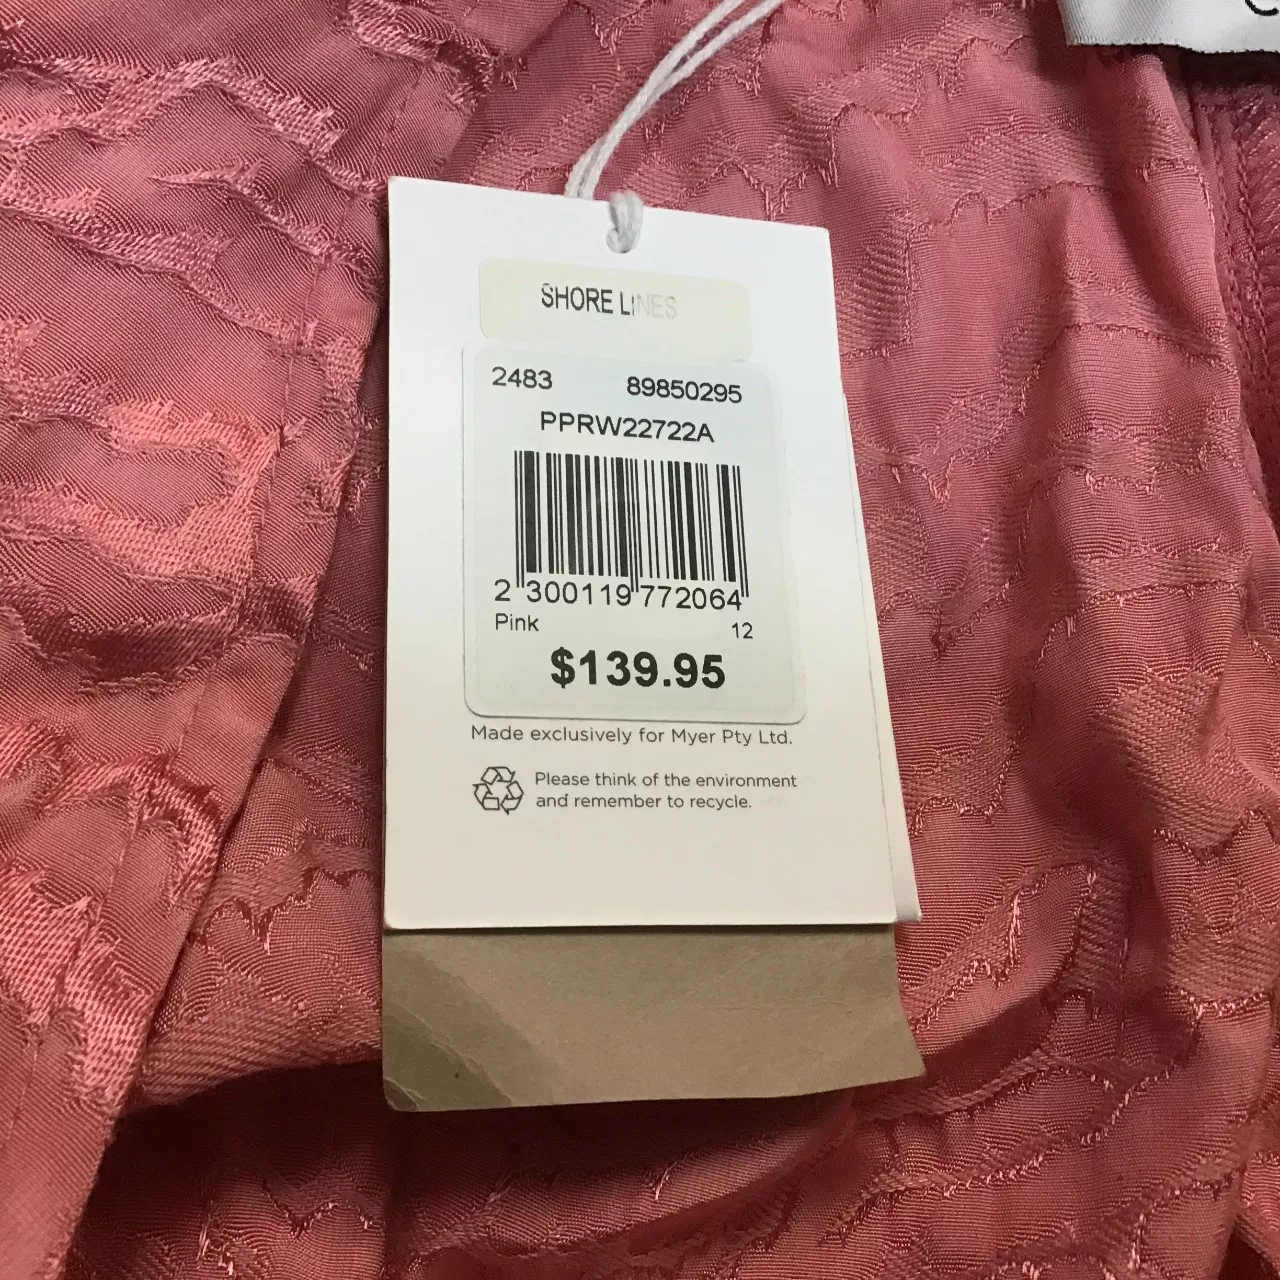 SHORE LINES
2483 89850295
PPRW22722A
2 300119 772064
Pink 12
$139.95
Made exclusively for Myer Pty Ltd.
Please think of the environment
and remember to recycle.